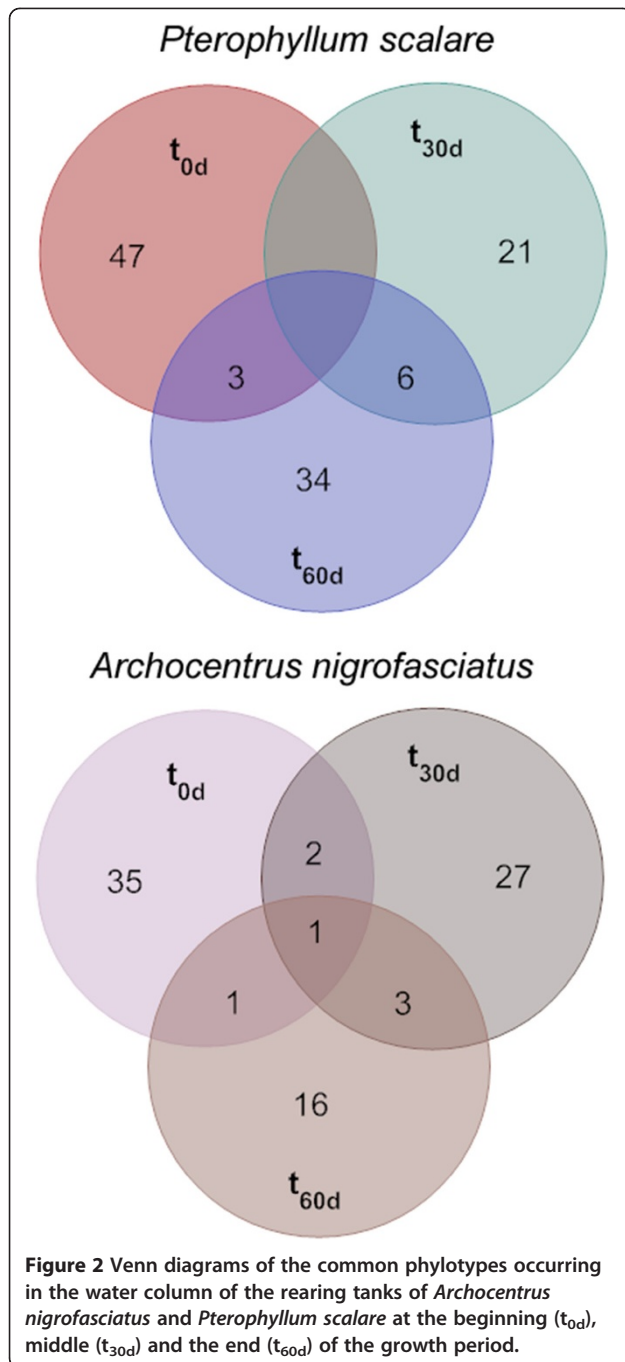 Pterophyllum scalare
t0d
t30d
47
21
3
6
34
t60d
Archocentrus nigrofasciatus
t0d
t30d
2
35
27
1
1
3
16
t60d
Figure 2 Venn diagrams of the common phylotypes occurring
in the water column of the rearing tanks of Archocentrus
nigrofasciatus and Pterophyllum scalare at the beginning (t0d),
middle (t30d) and the end (t60d) of the growth period.